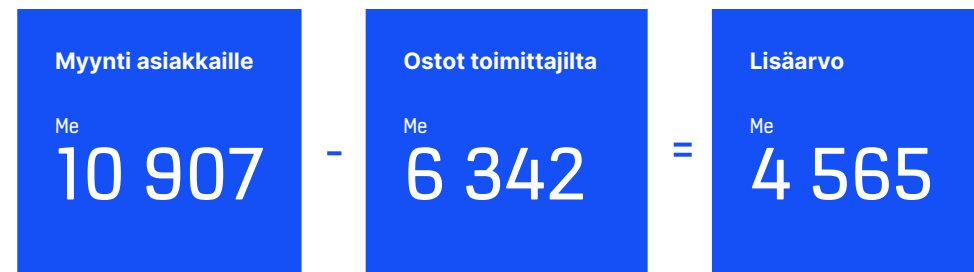 Myynti asiakkaille
Me
10 907
-
Ostot toimittajilta
Me
6 342
=
Lisäarvo
Me
4 565